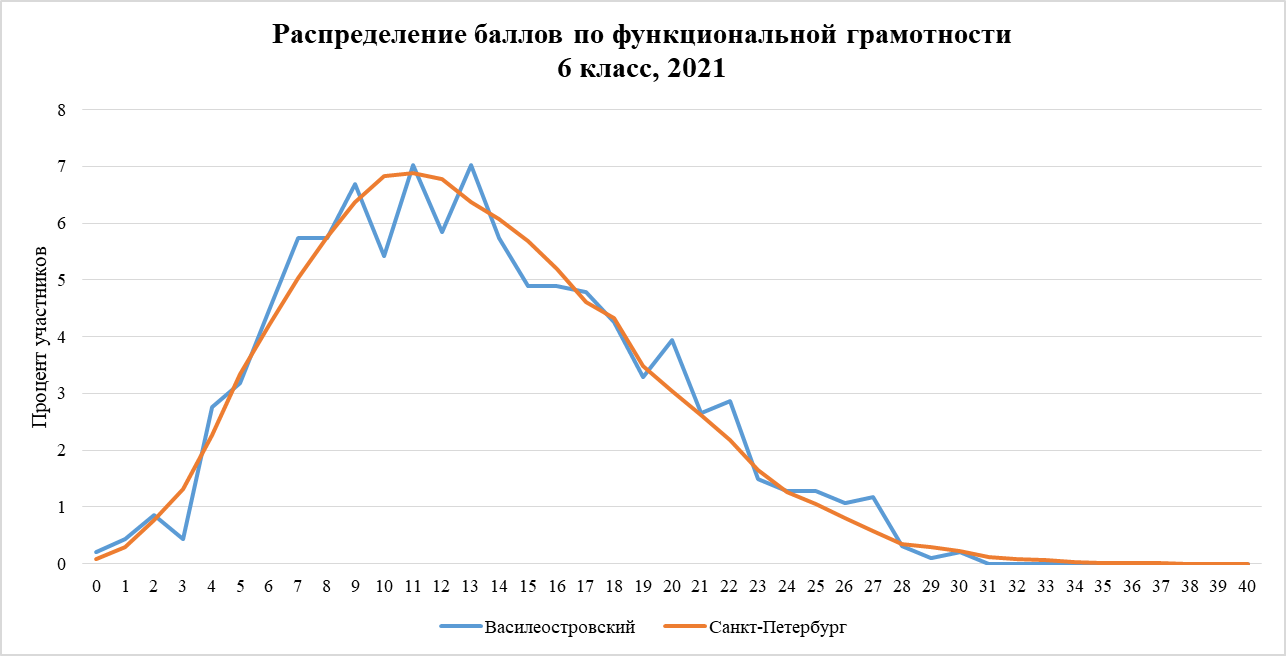 Распределение баллов по функциональной грамотности
6 класс, 2021
Процент участников
8
7
6
5
4
3
2
1
0
0 1 2 3 4 5 6 7 8 9 10 11 12 13 14 15 16 17 18 19 20 21 22 23 24 25 26 27 28 29 30 31 32 33 34 35 36 37 38 39 40
Василеостровский Санкт-Петербург